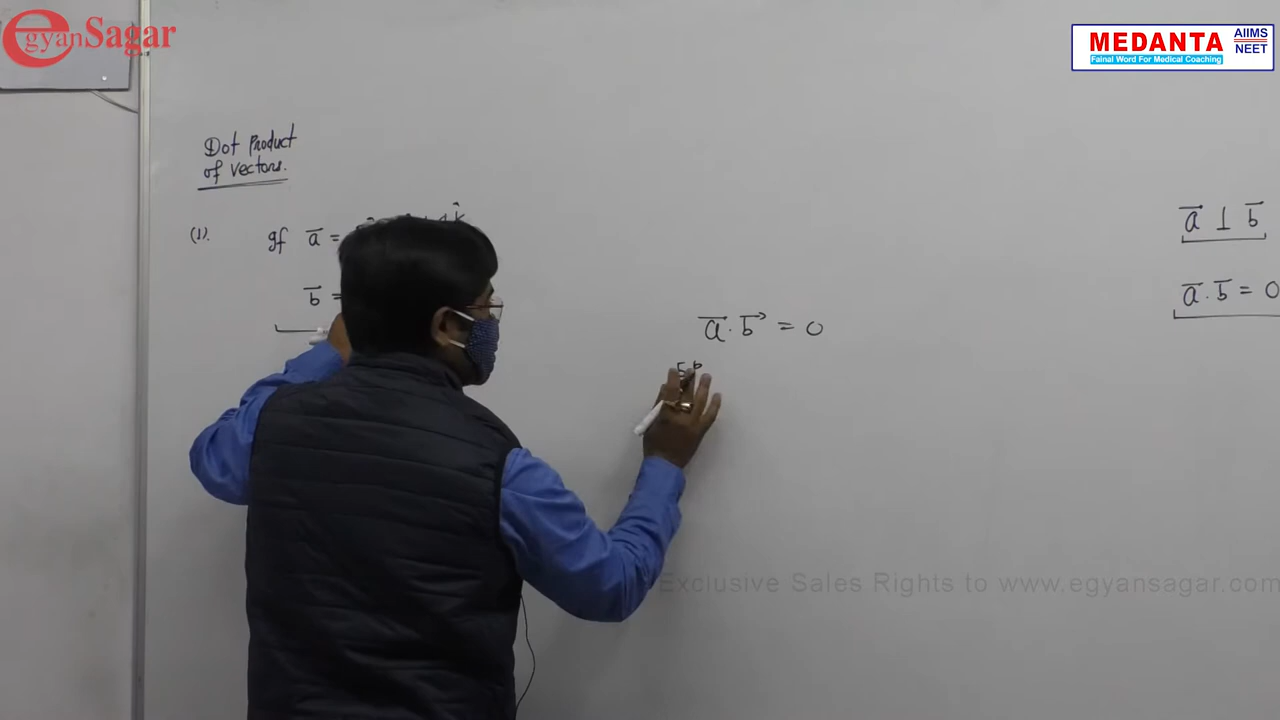 egyanSagar
MEDANTA AIIMS NEET
Fainal Word For Medical Coaching
Dot Product
of vectors.
(1). gf a⃗ =
b⃗ =
a⃗ . b⃗ = 0
a⃗ ⊥ b⃗
a⃗ . b⃗ = 0
Exclusive Sales Rights to www.egyansagar.com